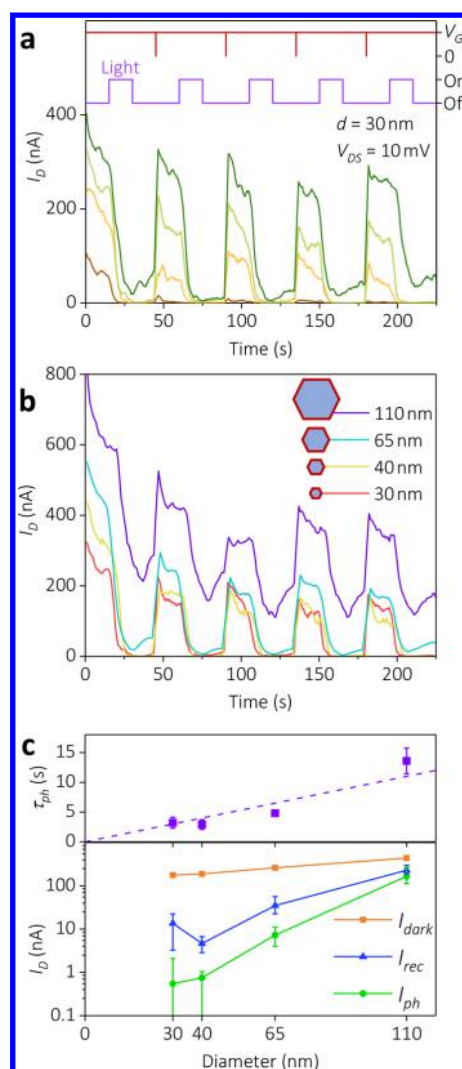 a
V_G
0
Light
On
Off
400
200
0
I_D (nA)
d = 30 nm
V_DS = 10 mV
0 50 100 150 200
Time (s)
b
800
600
400
200
0
I_D (nA)
110 nm
65 nm
40 nm
30 nm
0 50 100 150 200
Time (s)
c
15
10
5
0
τ_ph (s)
100
10
1
0.1
I_D (nA)
I_dark
I_rec
I_ph
0 30 40 65 110
Diameter (nm)